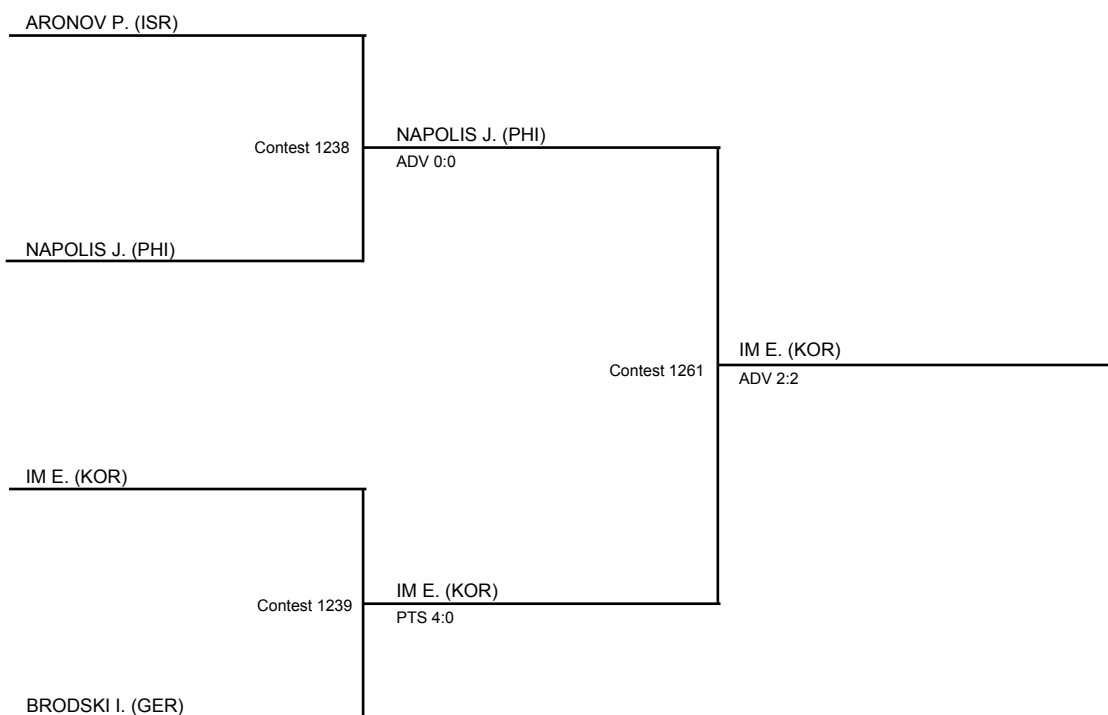 ARONOV P. (ISR)
Contest 1238
NAPOLIS J. (PHI)
ADV 0:0
NAPOLIS J. (PHI)
Contest 1261
IM E. (KOR)
ADV 2:2
IM E. (KOR)
Contest 1239
IM E. (KOR)
PTS 4:0
BRODSKI I. (GER)